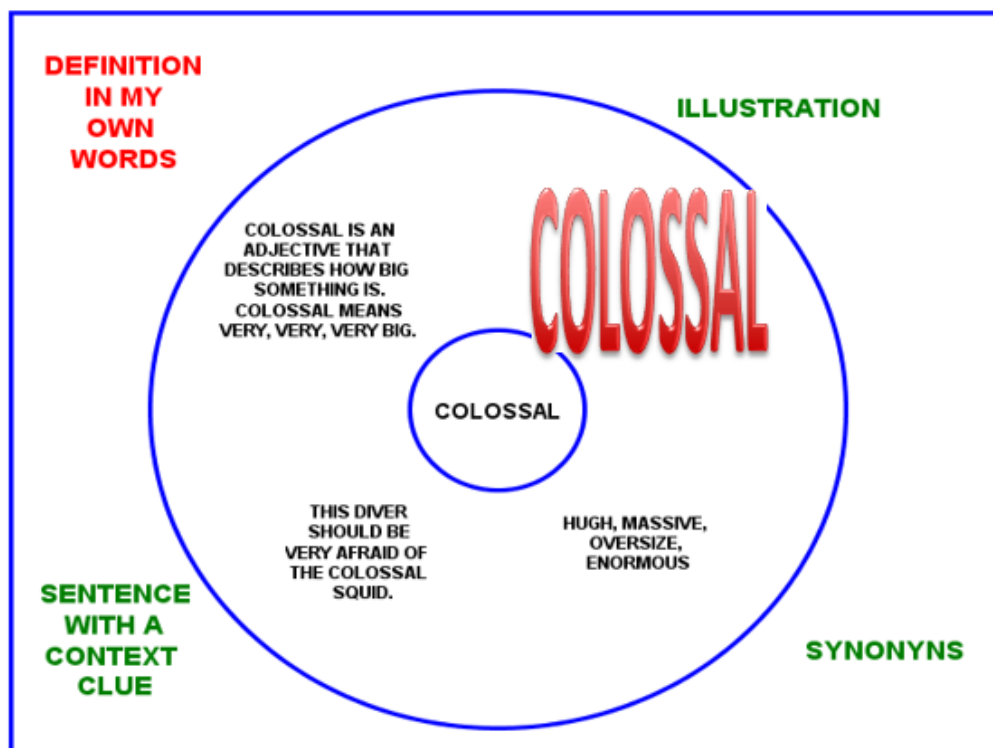 DEFINITION
IN MY
OWN
WORDS
ILLUSTRATION
COLOSSAL IS AN
ADJECTIVE THAT
DESCRIBES HOW BIG
SOMETHING IS.
COLOSSAL MEANS
VERY, VERY, VERY BIG.
COLOSSAL
COLOSSAL
THIS DIVER
SHOULD BE
VERY AFRAID OF
THE COLOSSAL
SQUID.
HUGH, MASSIVE,
OVERSIZE,
ENORMOUS
SENTENCE
WITH A
CONTEXT
CLUE
SYNONYNS